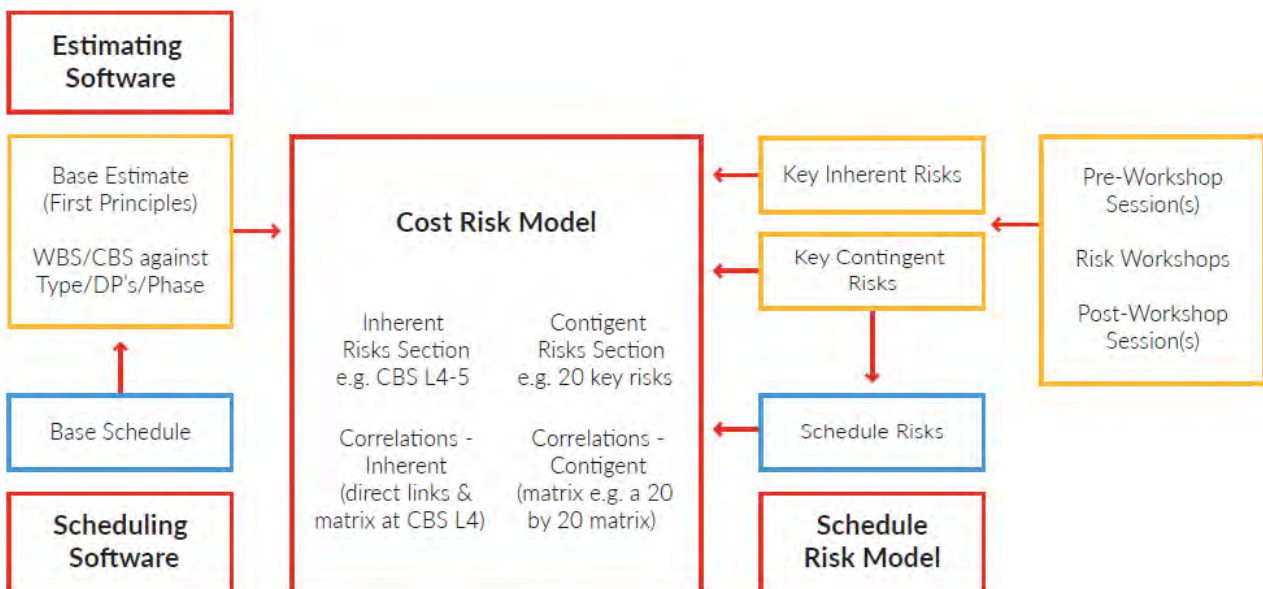 Estimating
Software
Base Estimate
(First Principles)
WBS/CBS against
Type/DP's/Phase
Base Schedule
Scheduling
Software
Cost Risk Model
Inherent
Risks Section
e.g. CBS L4-5
Contigent
Risks Section
e.g. 20 key risks
Correlations -
Inherent
(direct links &
matrix at CBS L4)
Correlations -
Contigent
(matrix e.g. a 20
by 20 matrix)
Key Inherent Risks
Key Contingent
Risks
Schedule Risks
Schedule
Risk Model
Pre-Workshop
Session(s)
Risk Workshops
Post-Workshop
Session(s)